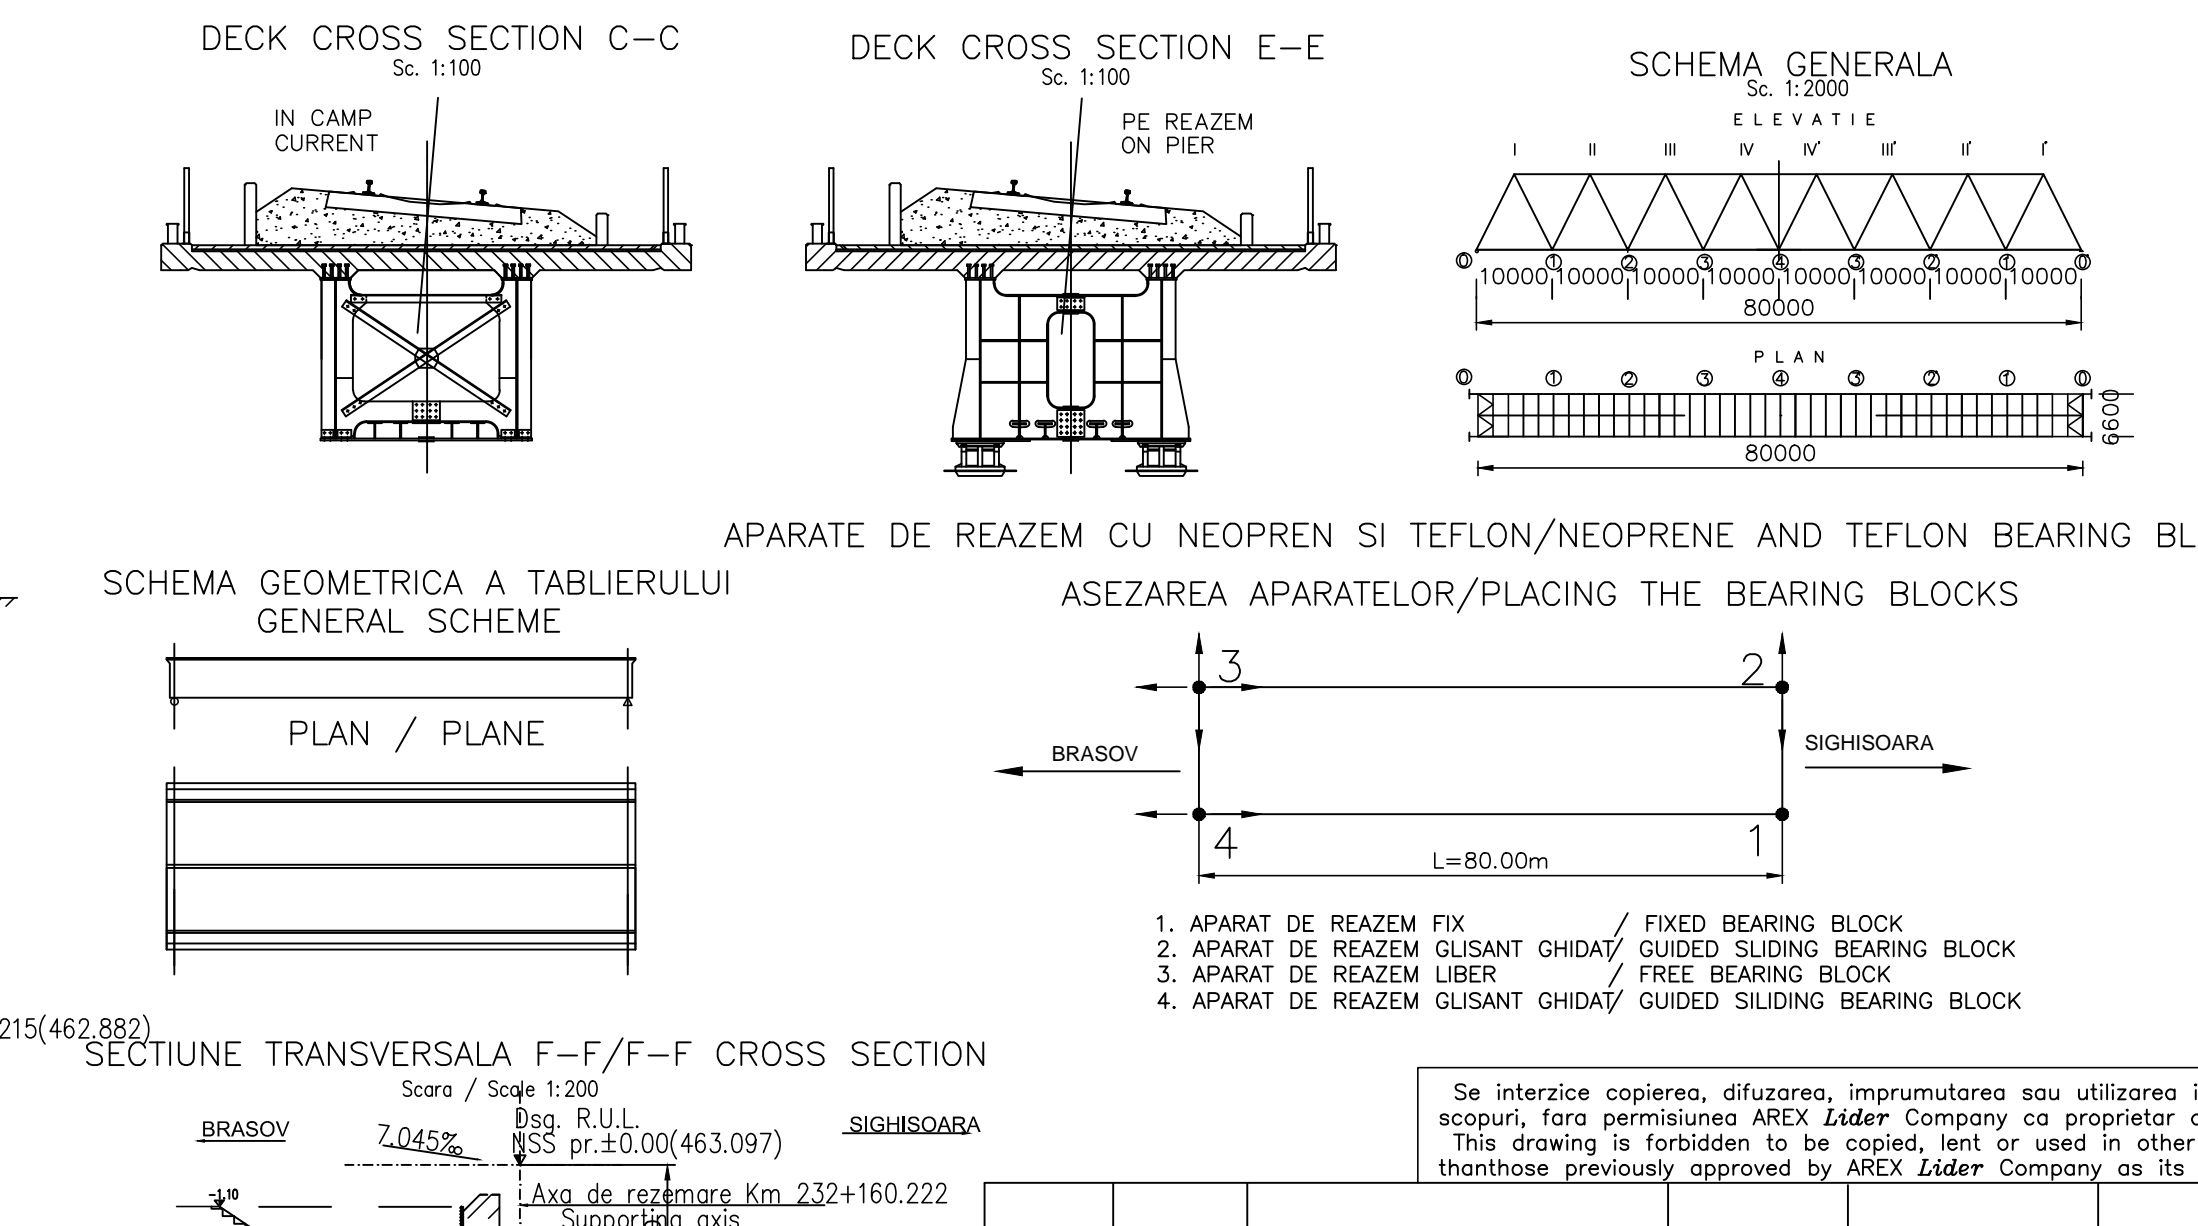 DECK CROSS SECTION C-C
Sc. 1:100
IN CAMP
CURRENT
DECK CROSS SECTION E-E
Sc. 1:100
PE REAZEM
ON PIER
SCHEMA GENERALA
Sc. 1:2000
ELEVATIE
I II III IV IV' III' II' I'
0 1 2 3 4 3' 2' 1' 0'
10000 10000 10000 10000 10000 10000 10000 10000
80000
PLAN
0 1 2 3 4 3' 2' 1' 0'
6600
80000
APARATE DE REAZEM CU NEOPREN SI TEFLON/NEOPRENE AND TEFLON BEARING BL
SCHEMA GEOMETRICA A TABLIERULUI
GENERAL SCHEME
PLAN / PLANE
ASEZAREA APARATELOR/PLACING THE BEARING BLOCKS
3 2
BRASOV SIGHISOARA
4 1
L=80.00m
1. APARAT DE REAZEM FIX / FIXED BEARING BLOCK
2. APARAT DE REAZEM GLISANT GHIDAT/ GUIDED SLIDING BEARING BLOCK
3. APARAT DE REAZEM LIBER / FREE BEARING BLOCK
4. APARAT DE REAZEM GLISANT GHIDAT/ GUIDED SILIDING BEARING BLOCK
215(462.882)
SECTIUNE TRANSVERSALA F-F/F-F CROSS SECTION
Scara / Scale 1:200
BRASOV
7.045‰
Dsg. R.U.L.
NSS pr.±0.00(463.097)
SIGHISOARA
-1,10
Axa de rezemare Km 232+160.222
Supporting axis
Se interzice copierea, difuzarea, imprumutarea sau utilizarea i
scopuri, fara permisiunea AREX Lider Company ca proprietar
This drawing is forbidden to be copied, lent or used in other
thanthose previously approved by AREX Lider Company as its